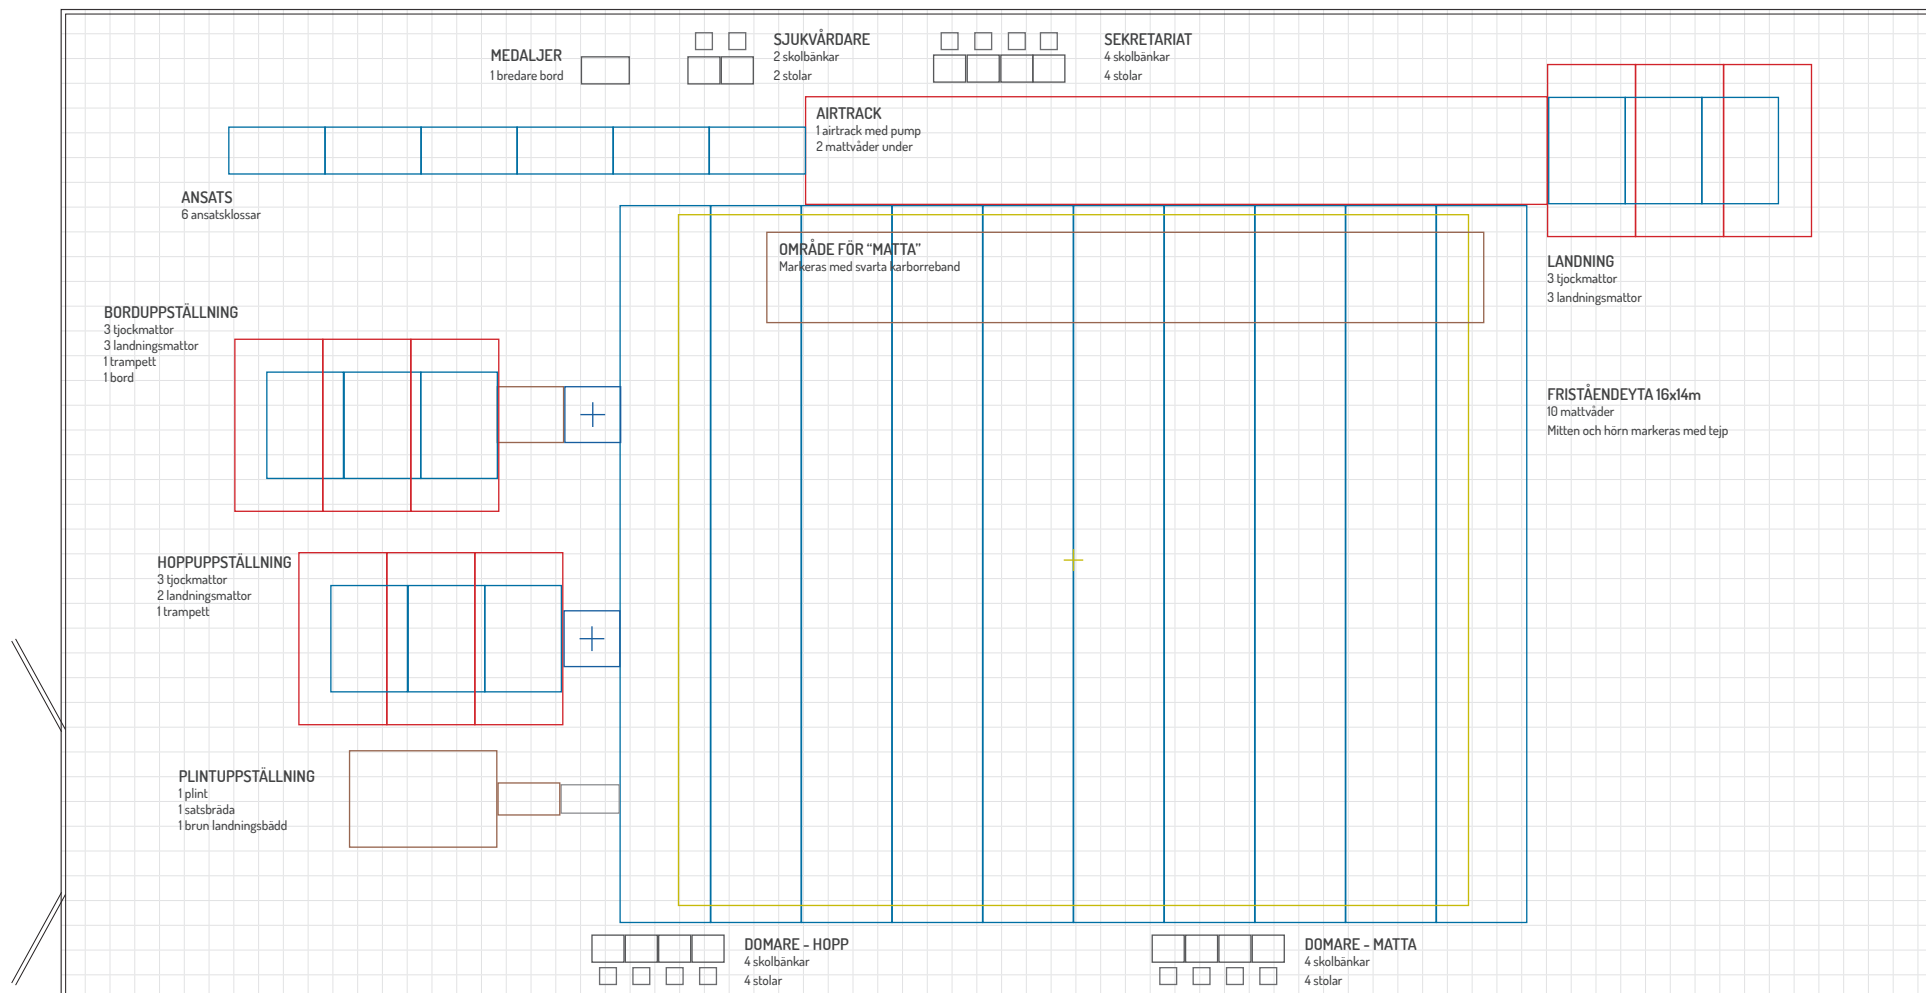 MEDALJER
1 bredare bord
SJUKVÅRDARE
2 skolbänkar
2 stolar
SEKRETARIAT
4 skolbänkar
4 stolar
AIRTRACK
1 airtrack med pump
2 mattvåder under
ANSATS
6 ansatsklossar
OMRÅDE FÖR “MATTA”
Markeras med svarta karborreband
LANDNING
3 tjockmattor
3 landningsmattor
BORDUPPSTÄLLNING
3 tjockmattor
3 landningsmattor
1 trampett
1 bord
FRISTÅENDEYTA 16x14m
10 mattvåder
Mitten och hörn markeras med tejp
HOPPUPPSTÄLLNING
3 tjockmattor
2 landningsmattor
1 trampett
PLINTUPPSTÄLLNING
1 plint
1 satsbräda
1 brun landningsbädd
DOMARE - HOPP
4 skolbänkar
4 stolar
DOMARE - MATTA
4 skolbänkar
4 stolar